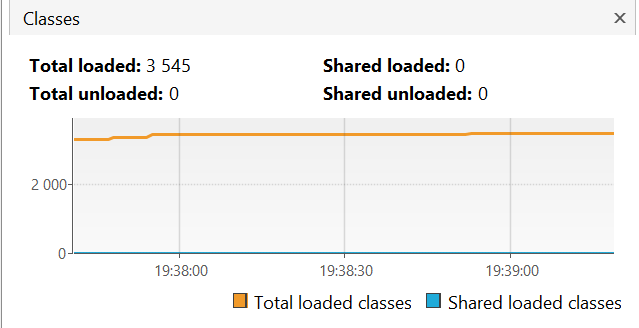 Classes
Total loaded: 3 545 Shared loaded: 0
Total unloaded: 0 Shared unloaded: 0
2 000
0
19:38:00 19:38:30 19:39:00
Total loaded classes Shared loaded classes